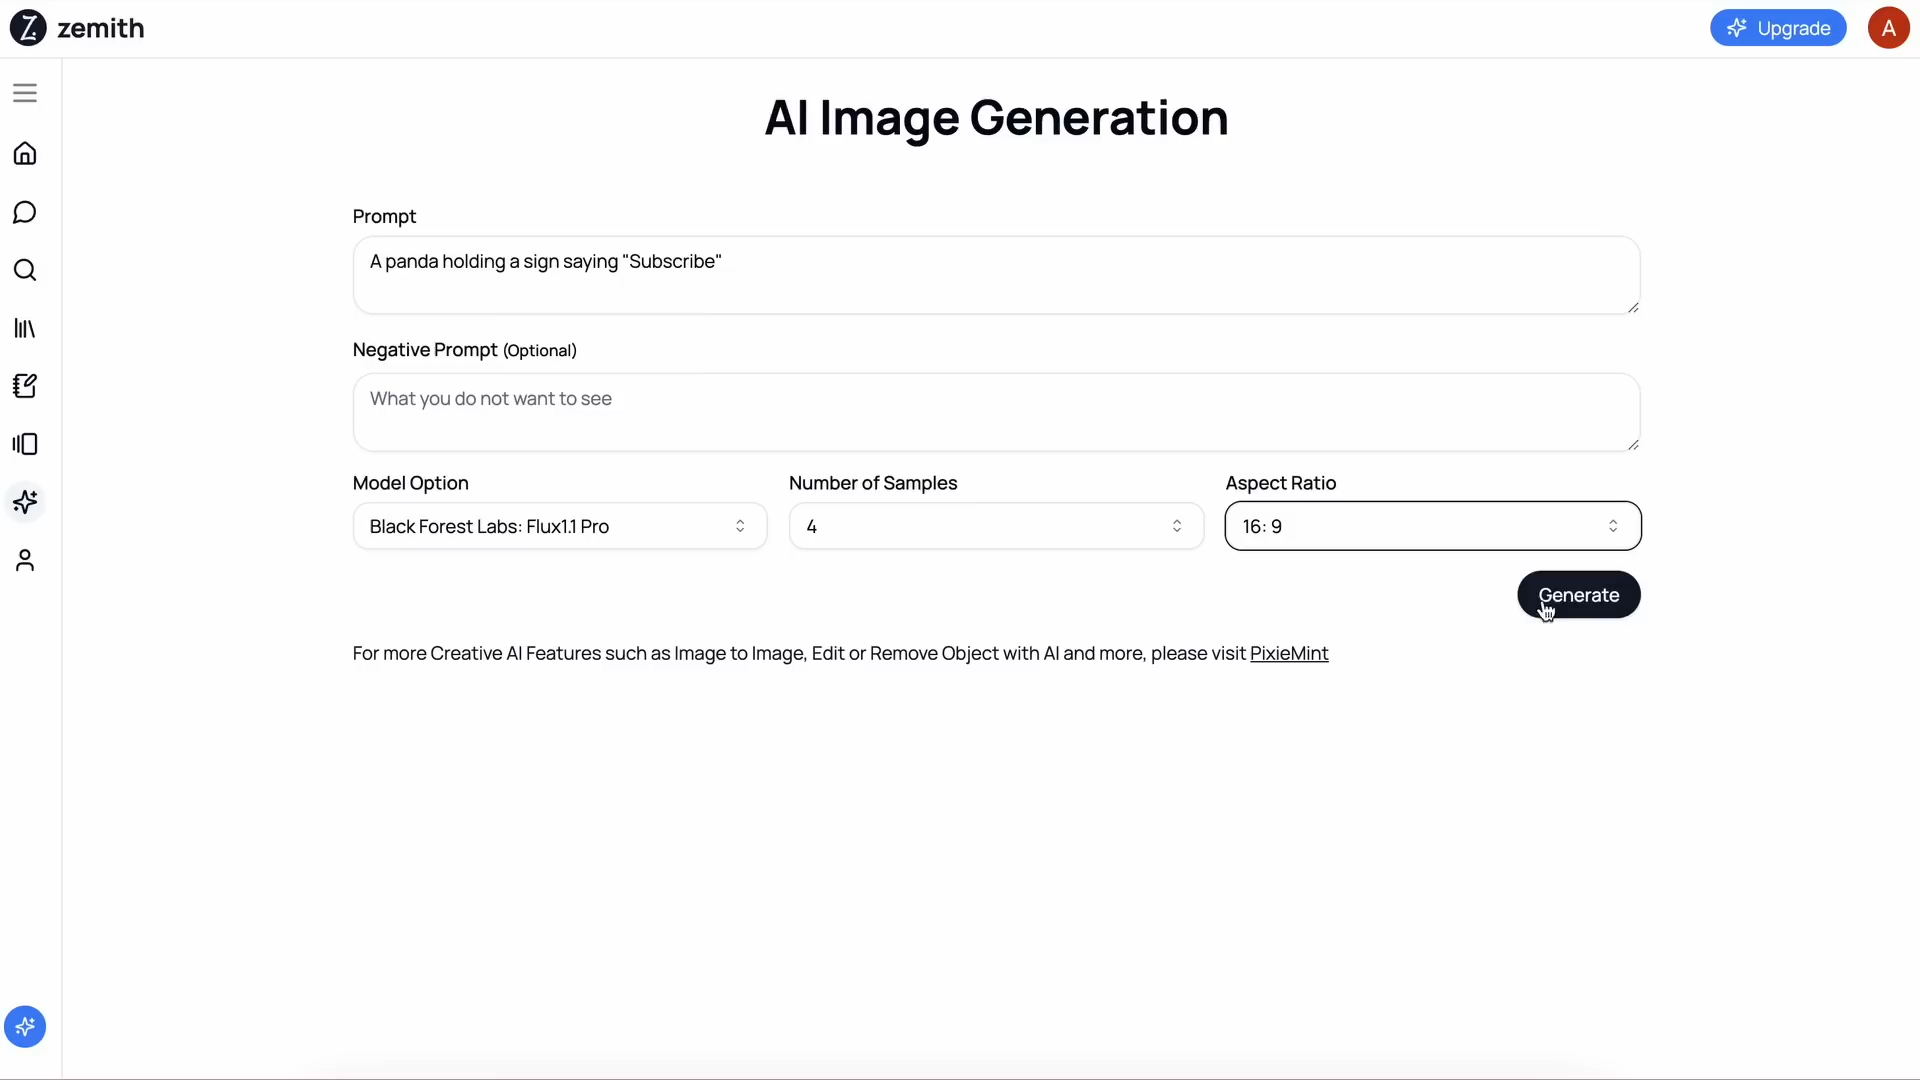 zemith
Upgrade
A
AI Image Generation
Prompt
A panda holding a sign saying "Subscribe"
Negative Prompt (Optional)
What you do not want to see
Model Option
Number of Samples
Aspect Ratio
Black Forest Labs: Flux1.1 Pro
4
16: 9
Generate
For more Creative AI Features such as Image to Image, Edit or Remove Object with AI and more, please visit PixieMint